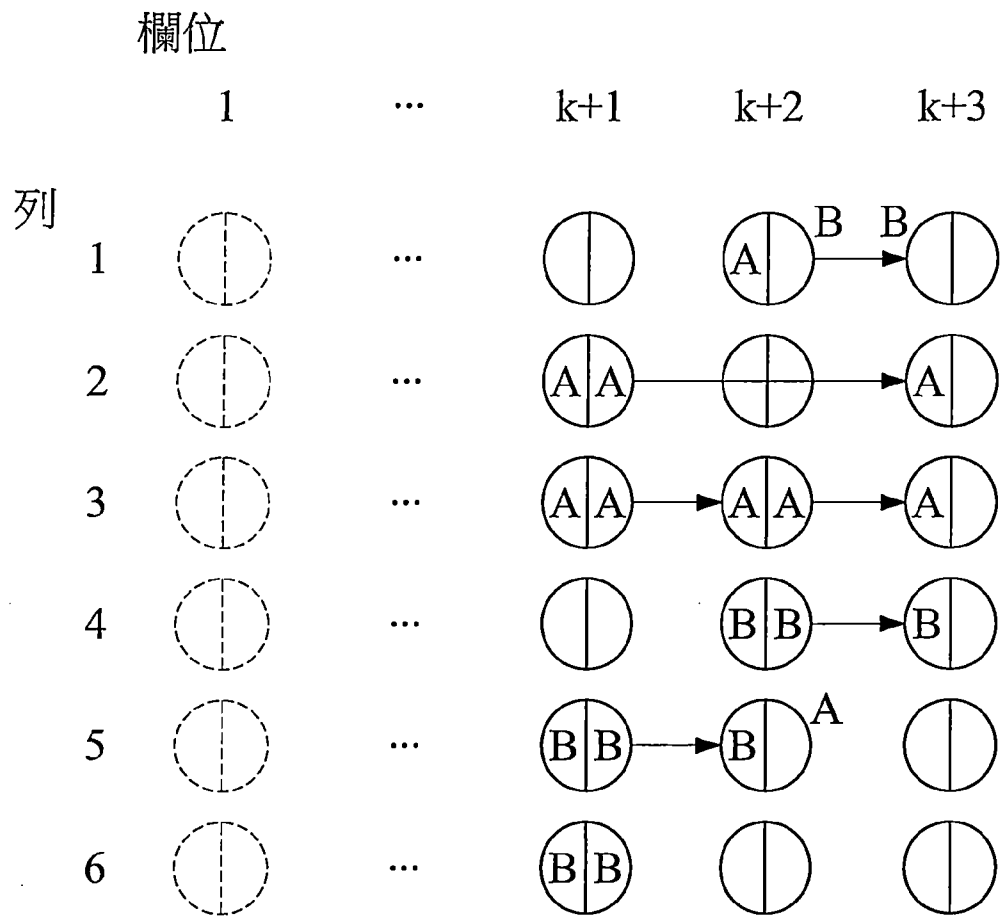 欄位
1 ... k+1 k+2 k+3
列
B B
1 ... A
2 ... A A A
3 ... A A A A A
4 ... B B B
A
5 ... B B B
6 ... B B